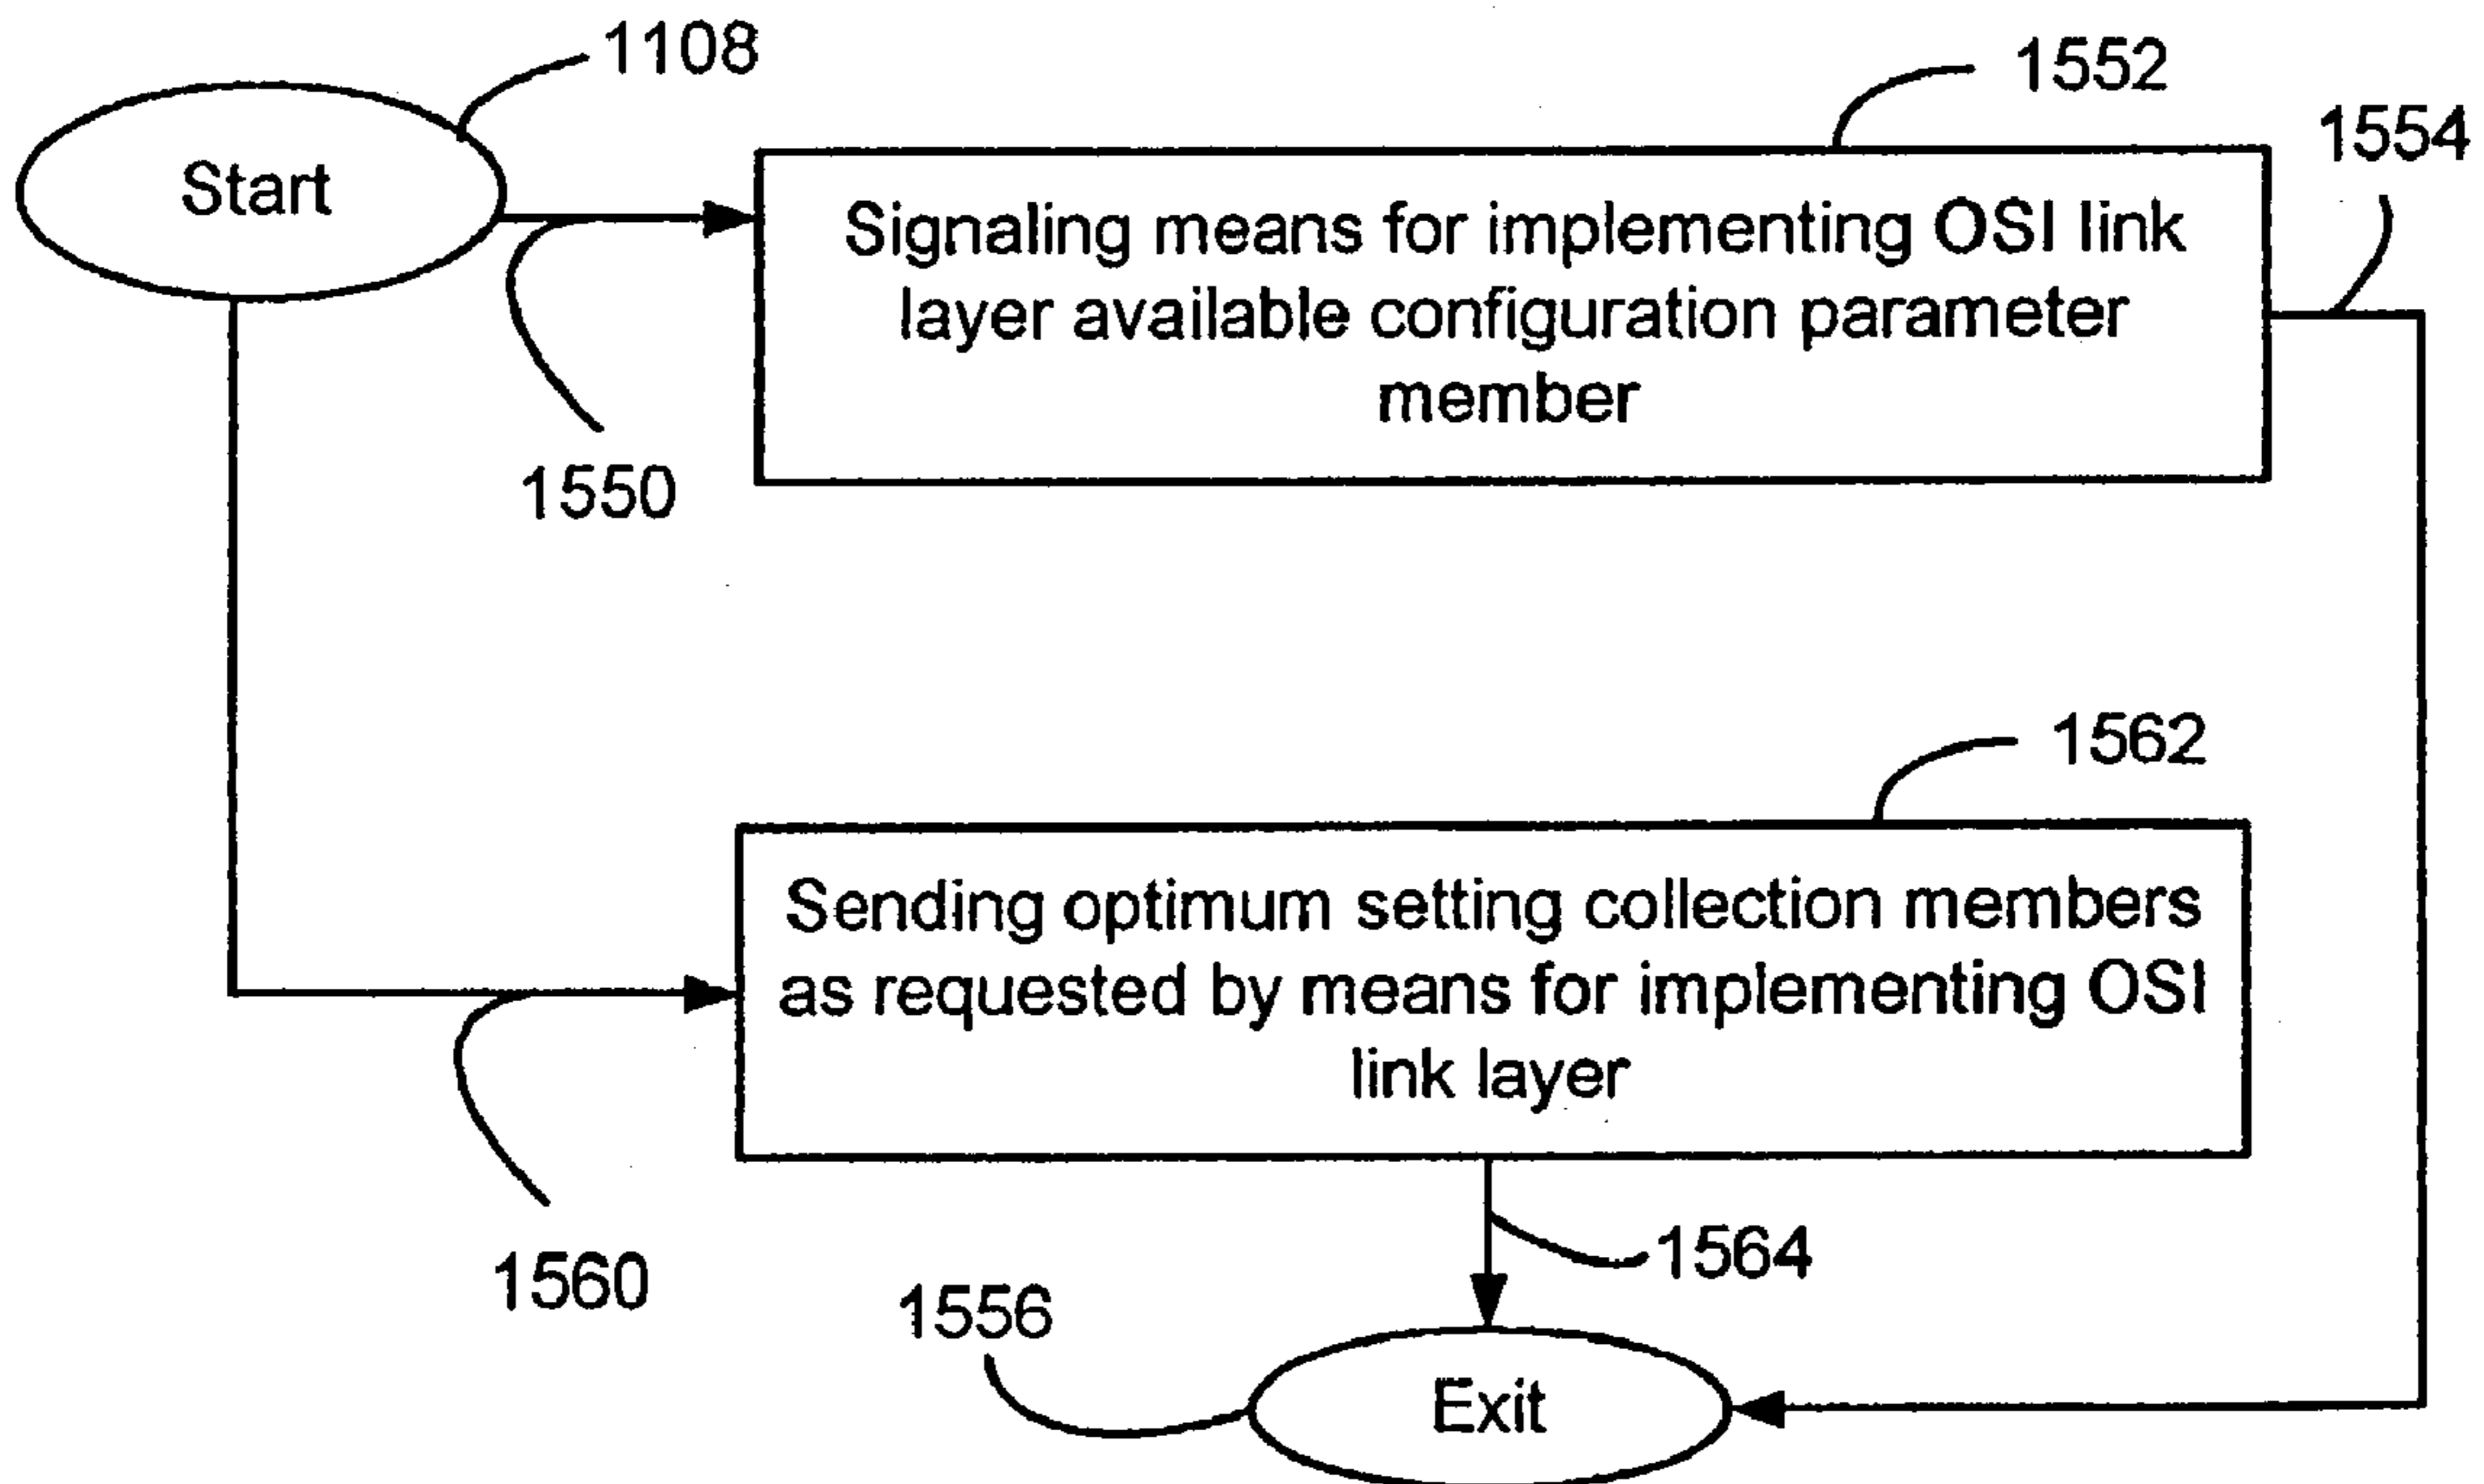 1108
1552
1554
Start
Signaling means for implementing OSI link
layer available configuration parameter
member
1550
1562
Sending optimum setting collection members
as requested by means for implementing OSI
link layer
1560
1564
1556
Exit